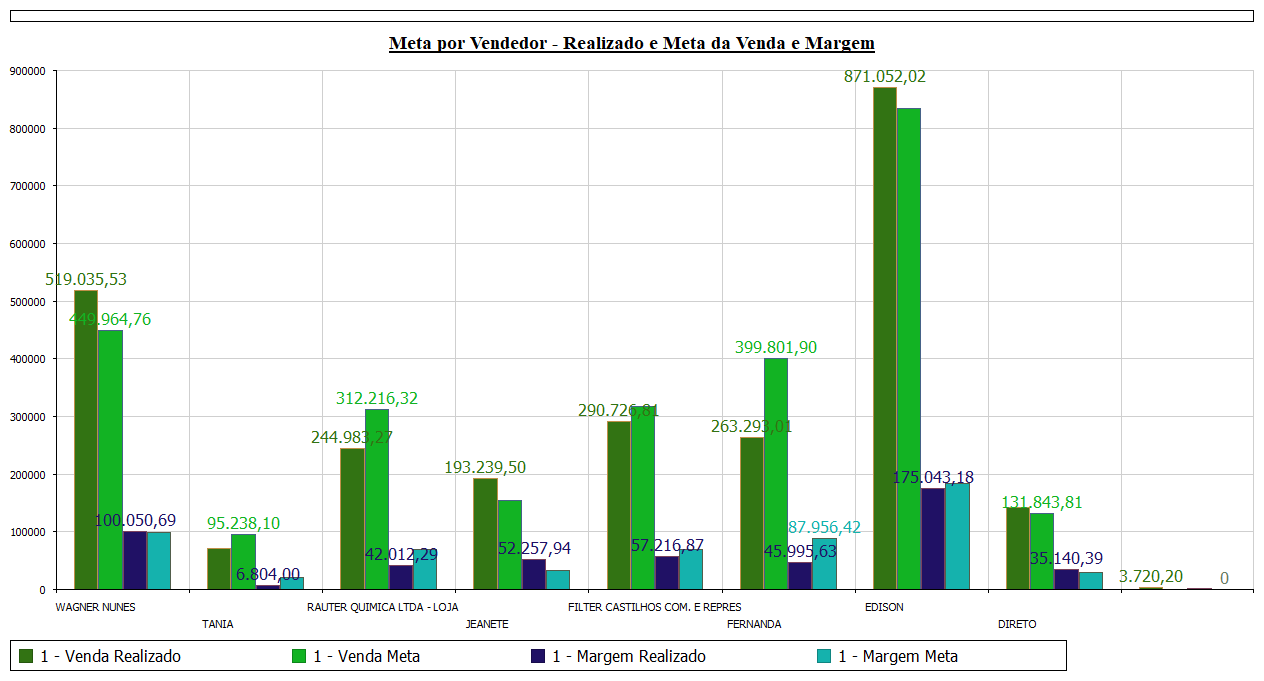 Meta por Vendedor - Realizado e Meta da Venda e Margem
900000
800000
700000
600000
500000
400000
300000
200000
100000
0
519.035,53
449.964,76
100.050,69
95.238,10
6.804,00
312.216,32
244.983,27
42.012,29
193.239,50
52.257,94
290.726,81
57.216,87
399.801,90
263.293,01
87.956,42
45.995,63
871.052,02
175.043,18
131.843,81
35.140,39
3.720,20
0
WAGNER NUNES
TANIA
RAUTER QUIMICA LTDA - LOJA
JEANETE
FILTER CASTILHOS COM. E REPRES
FERNANDA
EDISON
DIRETO
1 - Venda Realizado
1 - Venda Meta
1 - Margem Realizado
1 - Margem Meta